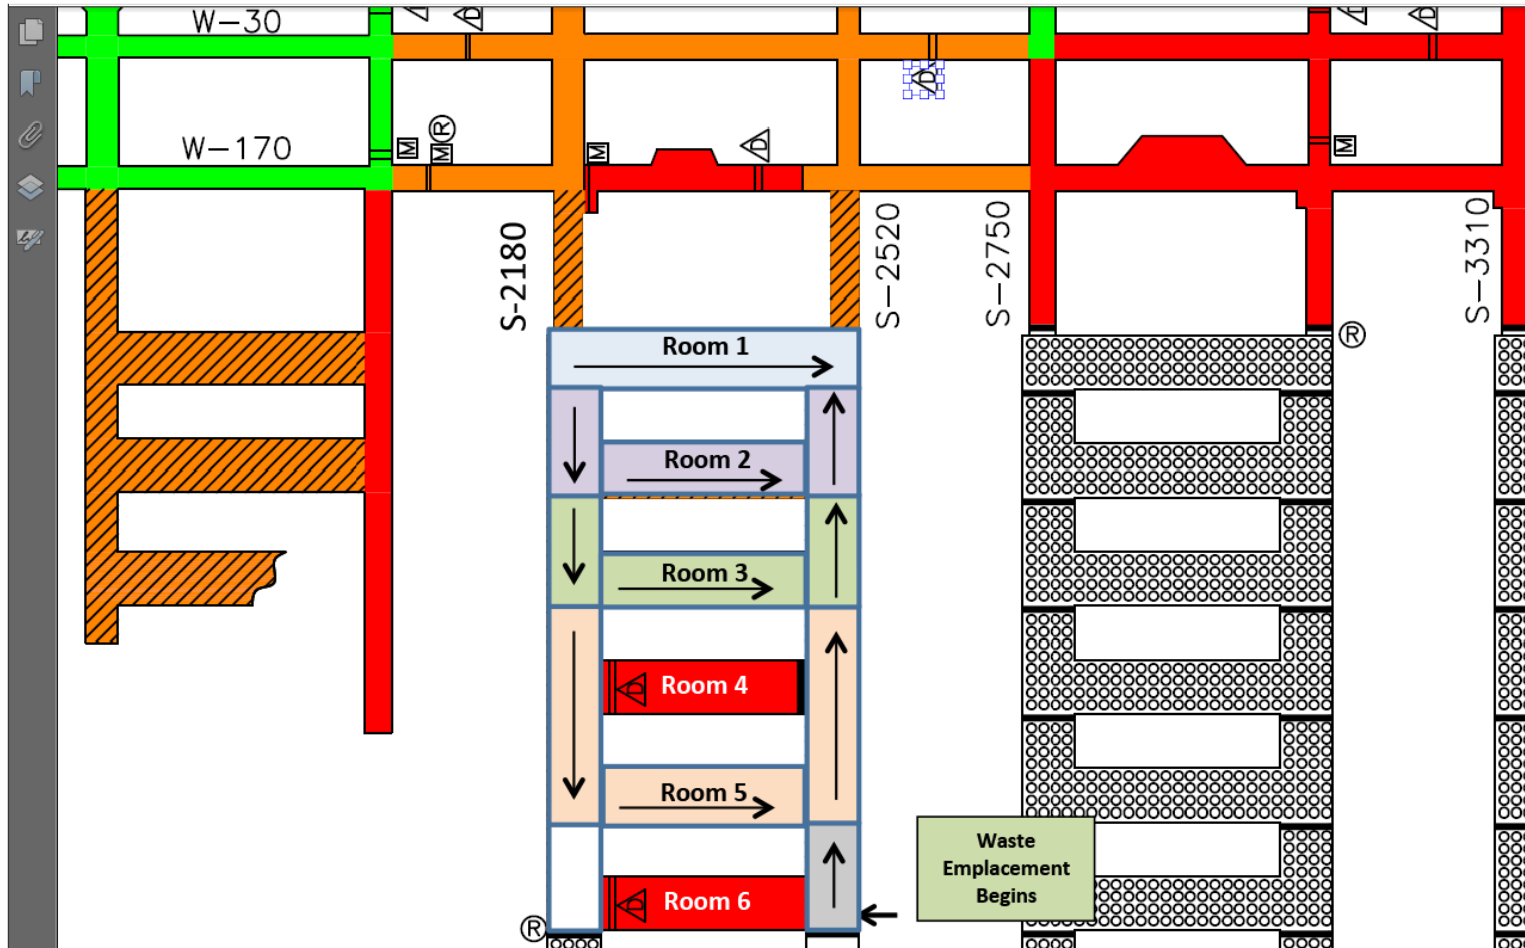 W-30
D
D
D
D
W-170
M
R
M
M
D
M
S-2180
S-2520
S-2750
S-3310
R
Room 1
Room 2
Room 3
D
Room 4
Room 5
Waste
Emplacement
Begins
D
Room 6
R